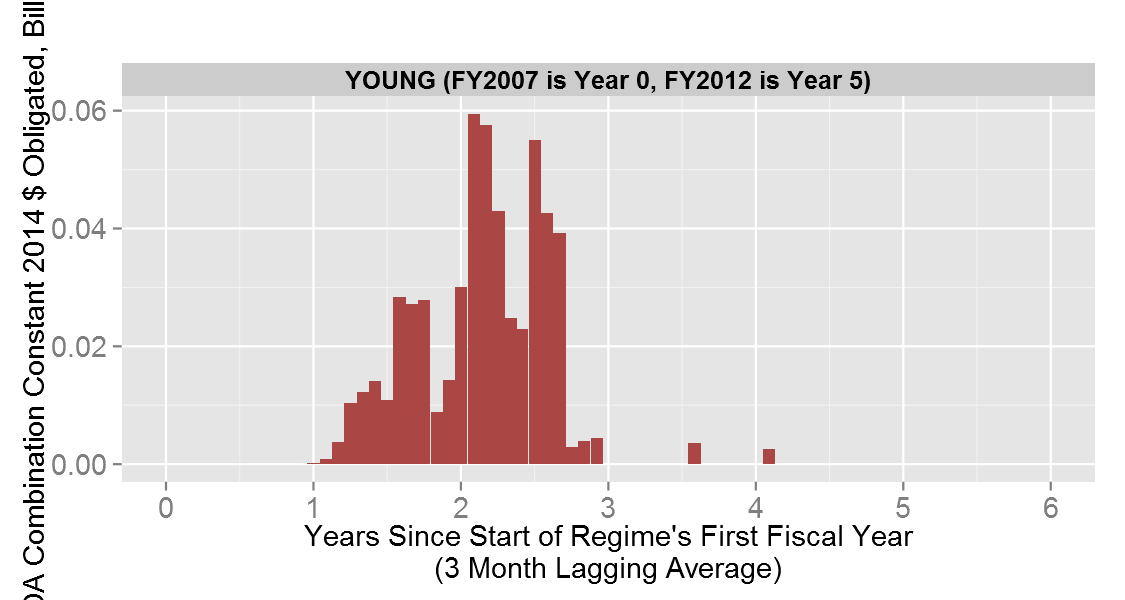 YOUNG (FY2007 is Year 0, FY2012 is Year 5)
Combination Constant 2014 $ Obligated,
0.06
0.04
0.02
0.00
0 1 2 3 4 5 6
Years Since Start of Regime's First Fiscal Year
(3 Month Lagging Average)